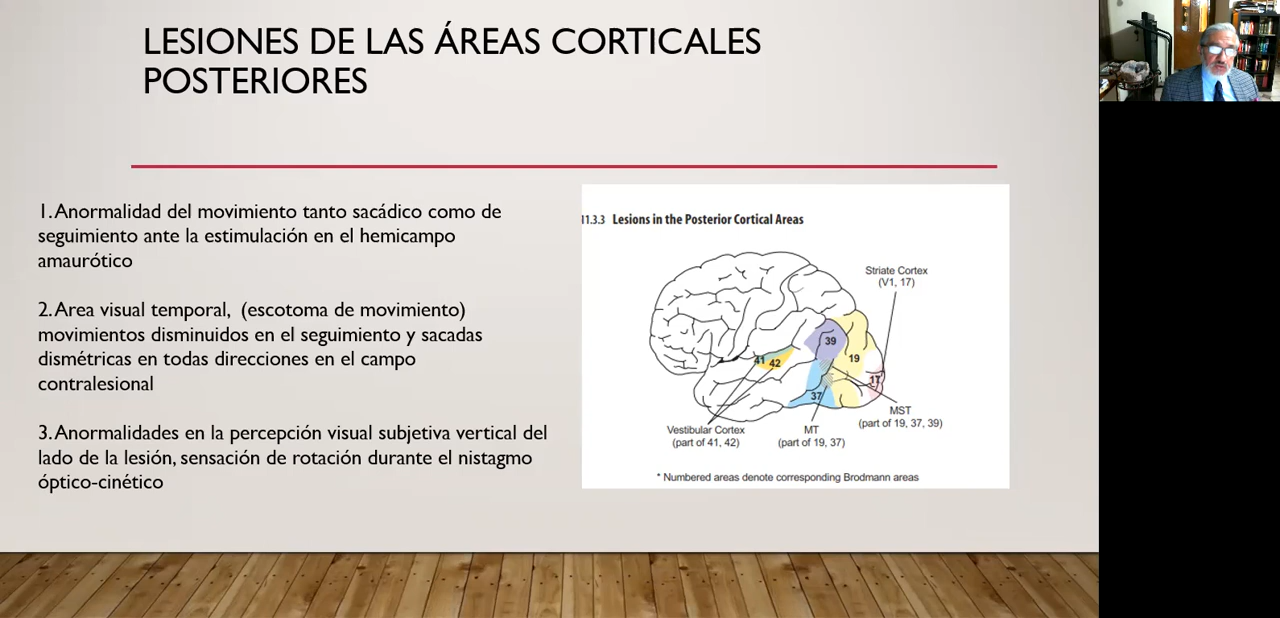 LESIONES DE LAS ÁREAS CORTICALES
POSTERIORES
1. Anormalidad del movimiento tanto sacádico como de
seguimiento ante la estimulación en el hemicampo
amaurótico
2. Area visual temporal, (escotoma de movimiento)
movimientos disminuidos en el seguimiento y sacadas
dismétricas en todas direcciones en el campo
contralesional
3. Anormalidades en la percepción visual subjetiva vertical del
lado de la lesión, sensación de rotación durante el nistagmo
óptico-cinético
11.3.3 Lesions in the Posterior Cortical Areas
Striate Cortex
(V1, 17)
39
41
42
19
17
37
MST
(part of 19, 37, 39)
Vestibular Cortex
(part of 41, 42)
MT
(part of 19, 37)
* Numbered areas denote corresponding Brodmann areas